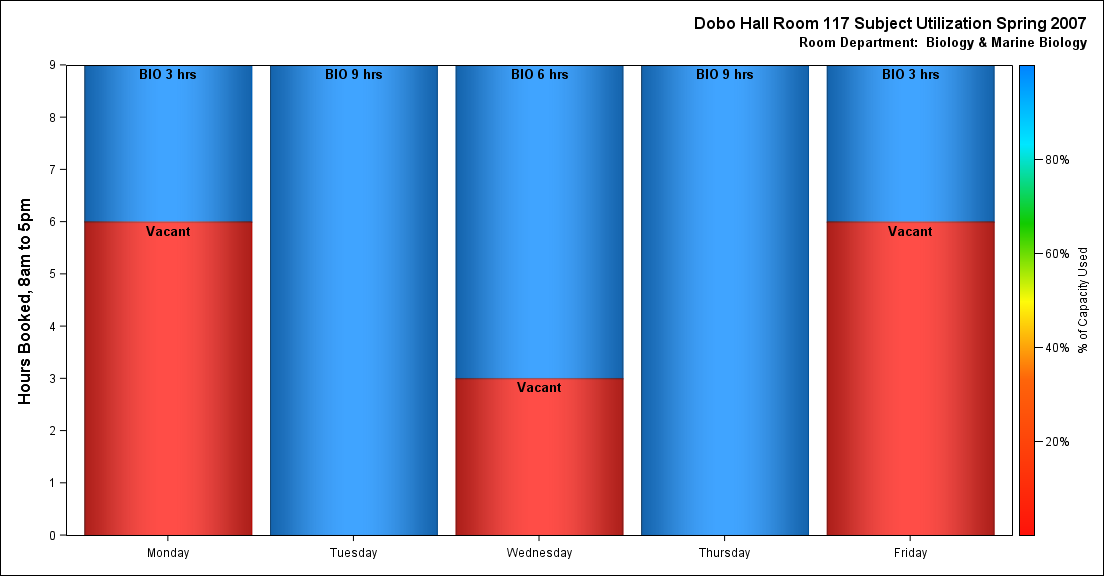 Dobo Hall Room 117 Subject Utilization Spring 2007
Room Department: Biology & Marine Biology
Hours Booked, 8am to 5pm
9
8
7
6
5
4
3
2
1
0
BIO 3 hrs
BIO 9 hrs
BIO 6 hrs
BIO 9 hrs
BIO 3 hrs
Vacant
Vacant
Vacant
Monday
Tuesday
Wednesday
Thursday
Friday
80%
60%
40%
20%
% of Capacity Used